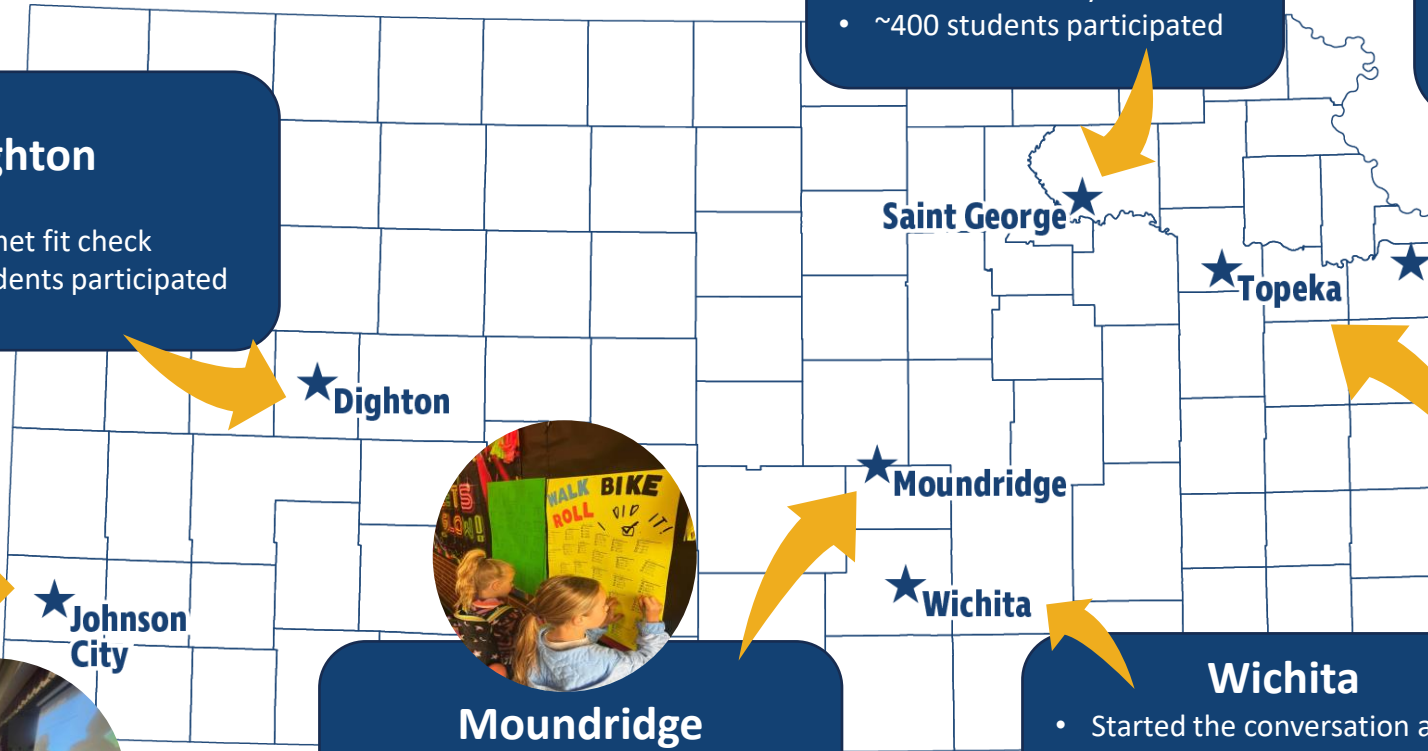 • ~400 students participated
ghton
net fit check
dents participated
Saint George
Topeka
Dighton
Moundridge
WALK BIKE
ROLL
DID IT!
Johnson
City
Wichita
Moundridge
Wichita
• Started the conversation a